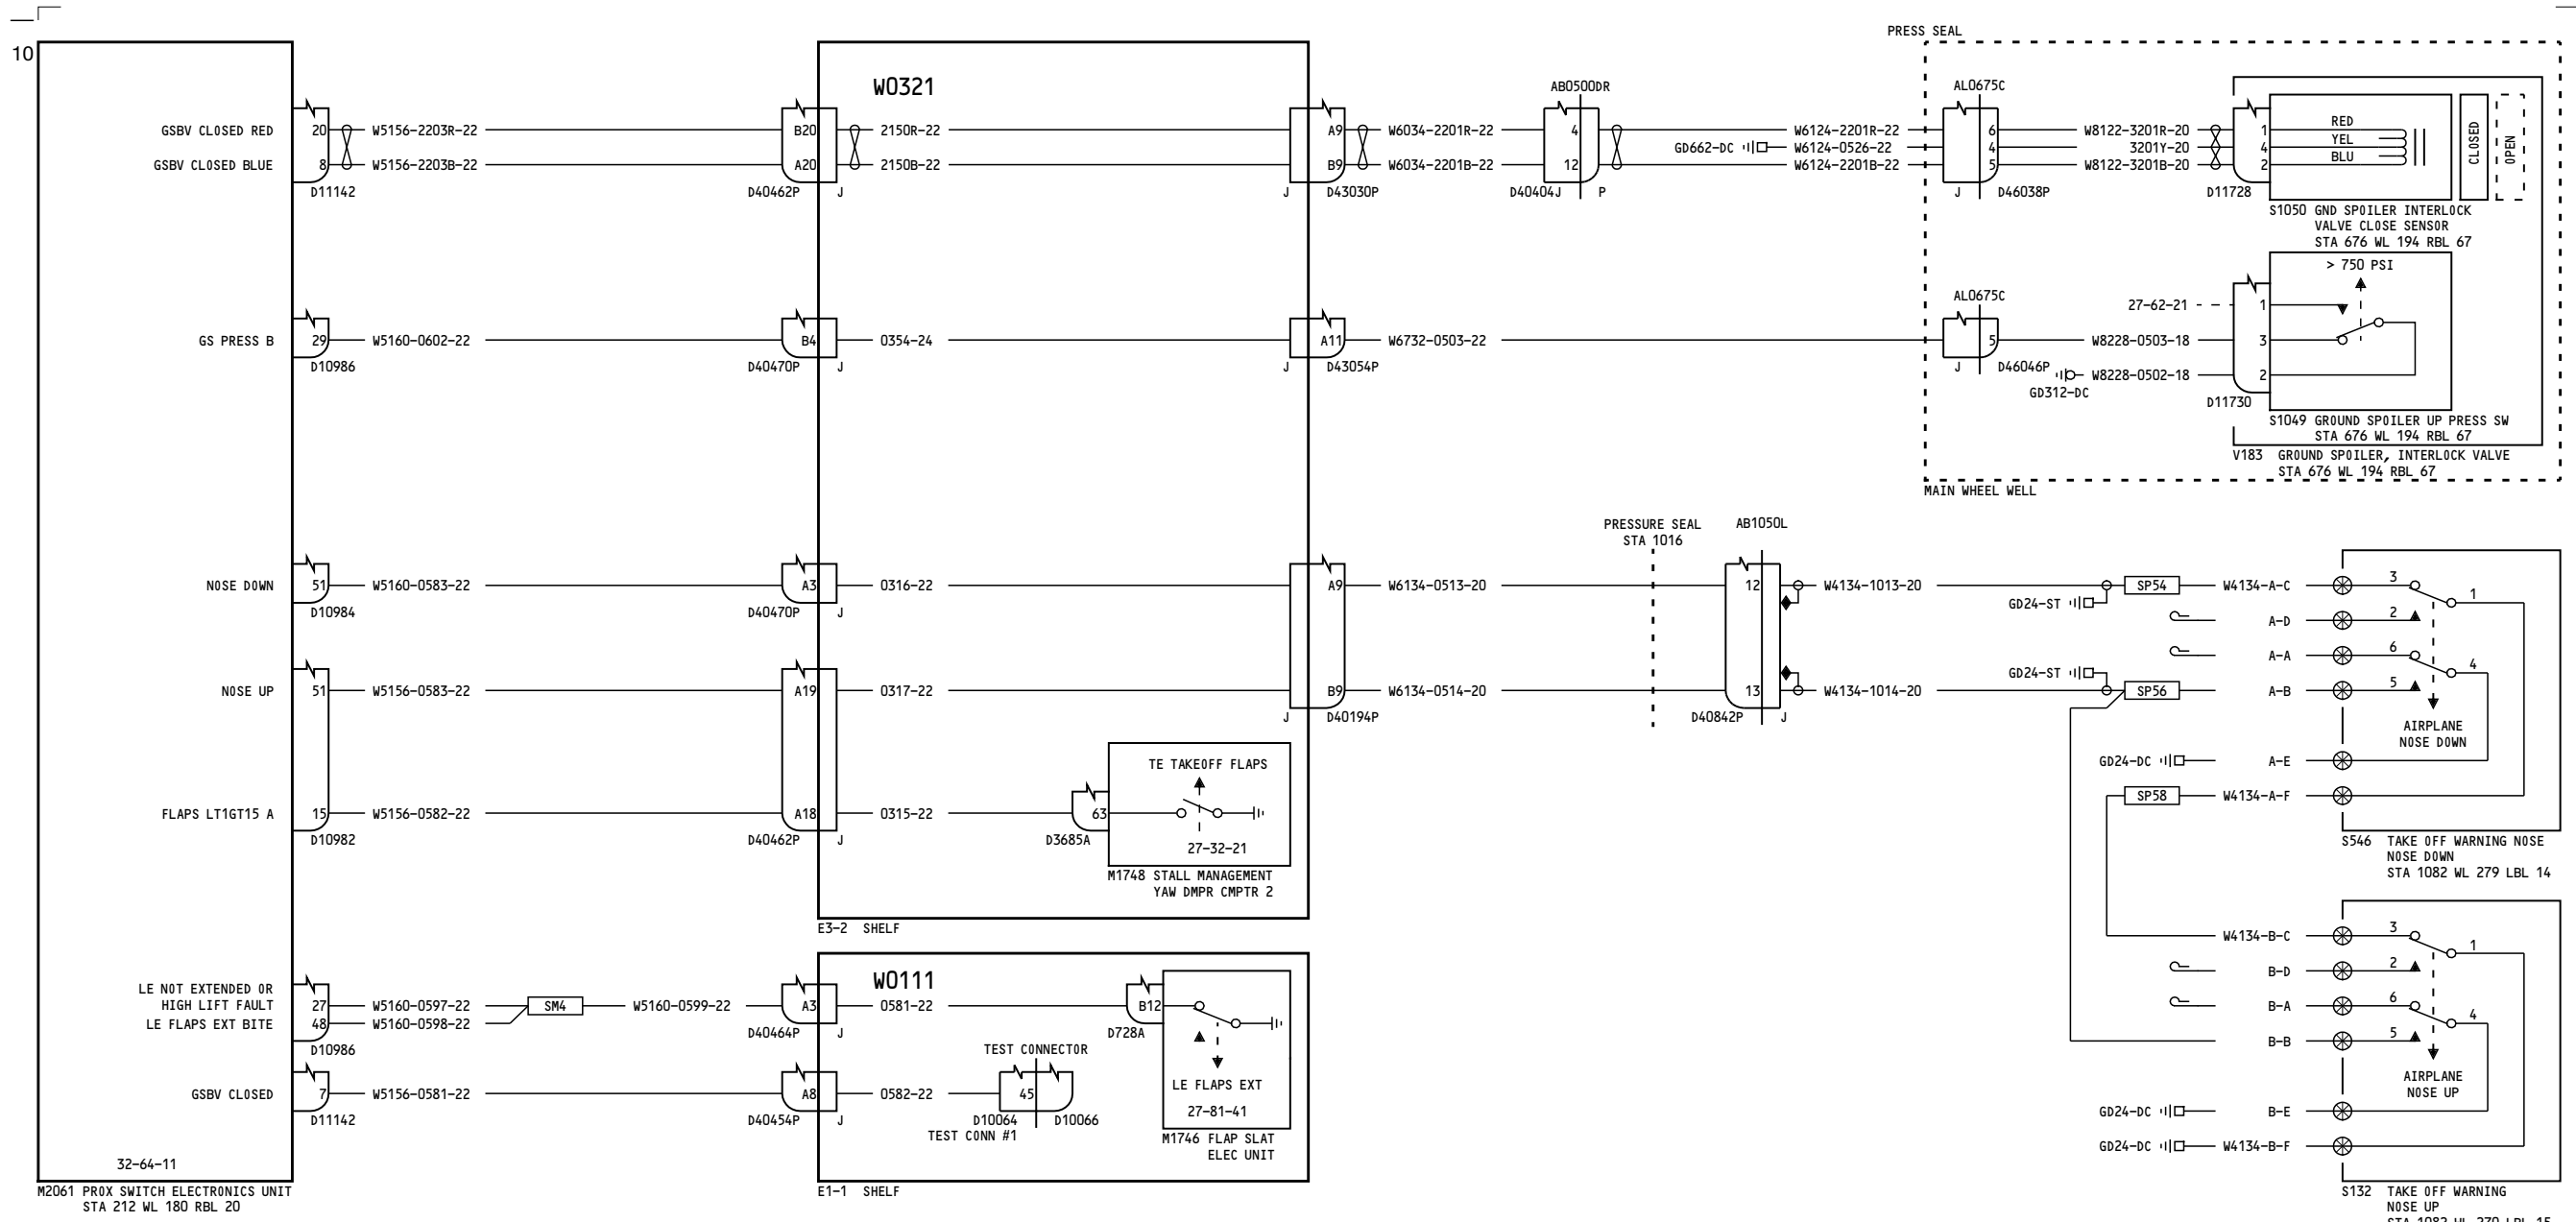 10
PRESS SEAL
W0321
AB0500DR
AL0675C
GSBV CLOSED RED
20
W5156-2203R-22
B20
2150R-22
A9
W6034-2201R-22
4
W6124-2201R-22
6
W8122-3201R-20
1
RED
GD662-DC
W6124-0526-22
4
3201Y-20
4
YEL
GSBV CLOSED BLUE
8
W5156-2203B-22
A20
2150B-22
B9
W6034-2201B-22
12
W6124-2201B-22
5
W8122-3201B-20
2
BLU
CLOSED
OPEN
D11142
D40462P
J
J
D43030P
D40404J
P
J
D46038P
D11728
S1050 GND SPOILER INTERLOCK
VALVE CLOSE SENSOR
STA 676 WL 194 RBL 67
> 750 PSI
AL0675C
27-62-21
1
GS PRESS B
29
W5160-0602-22
B4
0354-24
A11
W6732-0503-22
5
W8228-0503-18
3
D10986
D40470P
J
J
D43054P
J
D46046P
W8228-0502-18
2
GD312-DC
D11730
S1049 GROUND SPOILER UP PRESS SW
STA 676 WL 194 RBL 67
V183 GROUND SPOILER, INTERLOCK VALVE
STA 676 WL 194 RBL 67
MAIN WHEEL WELL
PRESSURE SEAL
STA 1016
AB1050L
NOSE DOWN
51
W5160-0583-22
A3
0316-22
A9
W6134-0513-20
12
W4134-1013-20
SP54
W4134-A-C
3
1
D10984
D40470P
J
GD24-ST
A-D
2
A-A
6
4
GD24-ST
NOSE UP
51
W5156-0583-22
A19
0317-22
B9
W6134-0514-20
13
W4134-1014-20
SP56
A-B
5
J
D40194P
D40842P
J
AIRPLANE
NOSE DOWN
TE TAKEOFF FLAPS
GD24-DC
A-E
SP58
W4134-A-F
FLAPS LT1GT15 A
15
W5156-0582-22
A18
0315-22
63
D10982
D40462P
J
D3685A
27-32-21
M1748 STALL MANAGEMENT
YAW DMPR CMPTR 2
S546 TAKE OFF WARNING NOSE
NOSE DOWN
STA 1082 WL 279 LBL 14
E3-2 SHELF
W4134-B-C
3
1
W0111
B-D
2
LE NOT EXTENDED OR
HIGH LIFT FAULT
27
W5160-0597-22
SM4
W5160-0599-22
A3
0581-22
B12
B-A
6
4
LE FLAPS EXT BITE
48
W5160-0598-22
D10986
D40464P
J
D728A
B-B
5
TEST CONNECTOR
LE FLAPS EXT
AIRPLANE
NOSE UP
GSBV CLOSED
7
W5156-0581-22
A8
0582-22
45
27-81-41
GD24-DC
B-E
D11142
D40454P
J
D10064
D10066
TEST CONN #1
M1746 FLAP SLAT
ELEC UNIT
GD24-DC
W4134-B-F
32-64-11
M2061 PROX SWITCH ELECTRONICS UNIT
STA 212 WL 180 RBL 20
E1-1 SHELF
S132 TAKE OFF WARNING
NOSE UP
STA 1082 WL 279 LBL 15